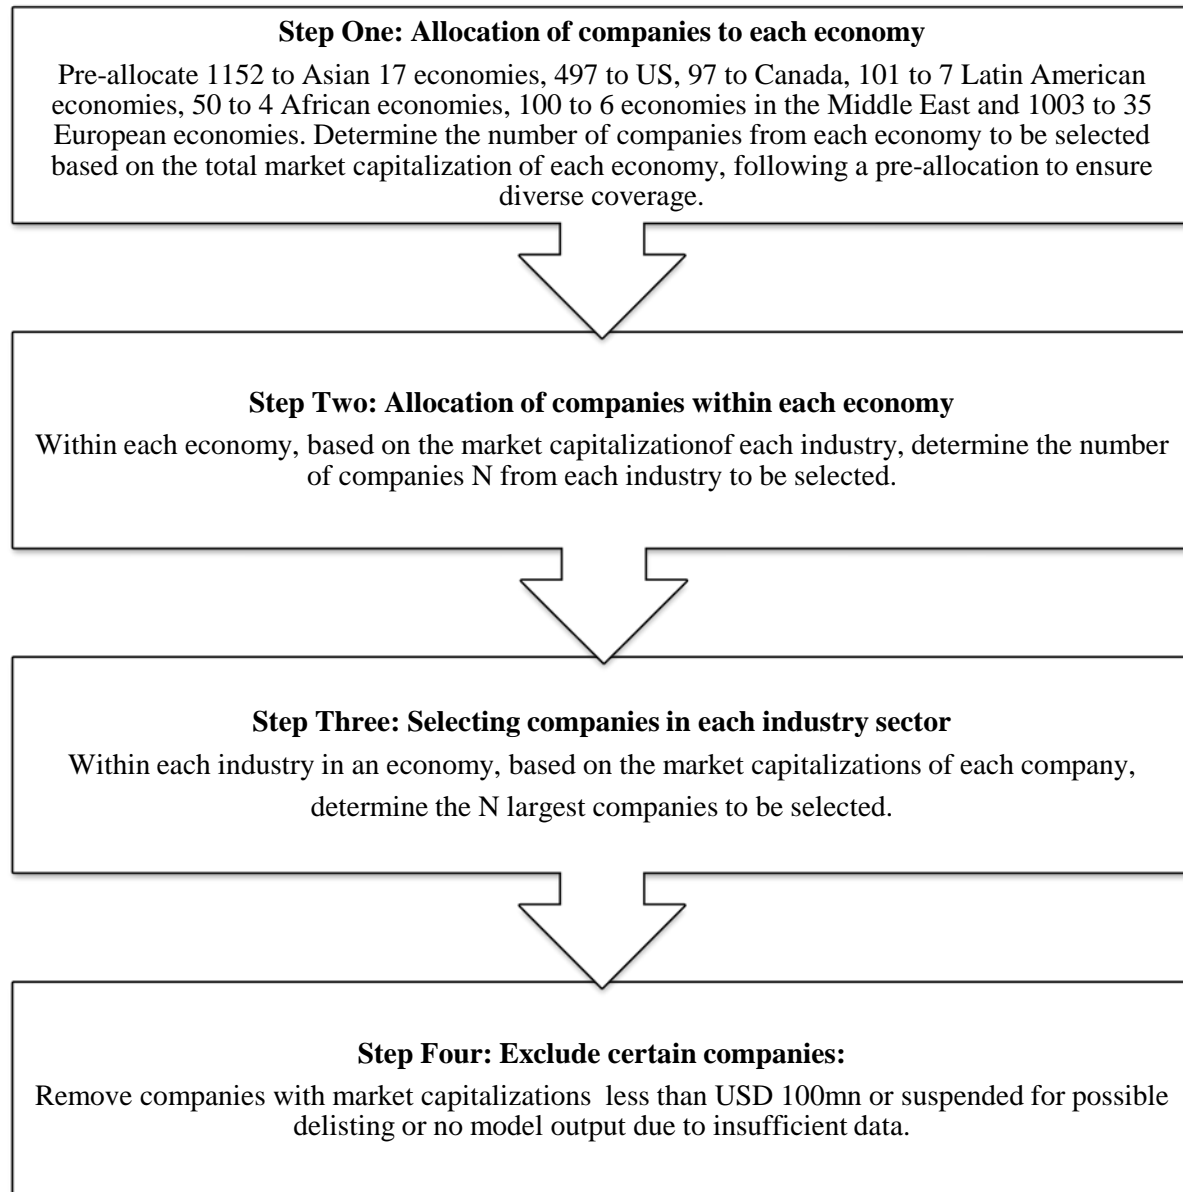 Step One: Allocation of companies to each economy
Pre-allocate 1152 to Asian 17 economies, 497 to US, 97 to Canada, 101 to 7 Latin American
economies, 50 to 4 African economies, 100 to 6 economies in the Middle East and 1003 to 35
European economies. Determine the number of companies from each economy to be selected
based on the total market capitalization of each economy, following a pre-allocation to ensure
diverse coverage.
Step Two: Allocation of companies within each economy
Within each economy, based on the market capitalizationof each industry, determine the number
of companies N from each industry to be selected.
Step Three: Selecting companies in each industry sector
Within each industry in an economy, based on the market capitalizations of each company,
determine the N largest companies to be selected.
Step Four: Exclude certain companies:
Remove companies with market capitalizations  less than USD 100mn or suspended for possible
delisting or no model output due to insufficient data.